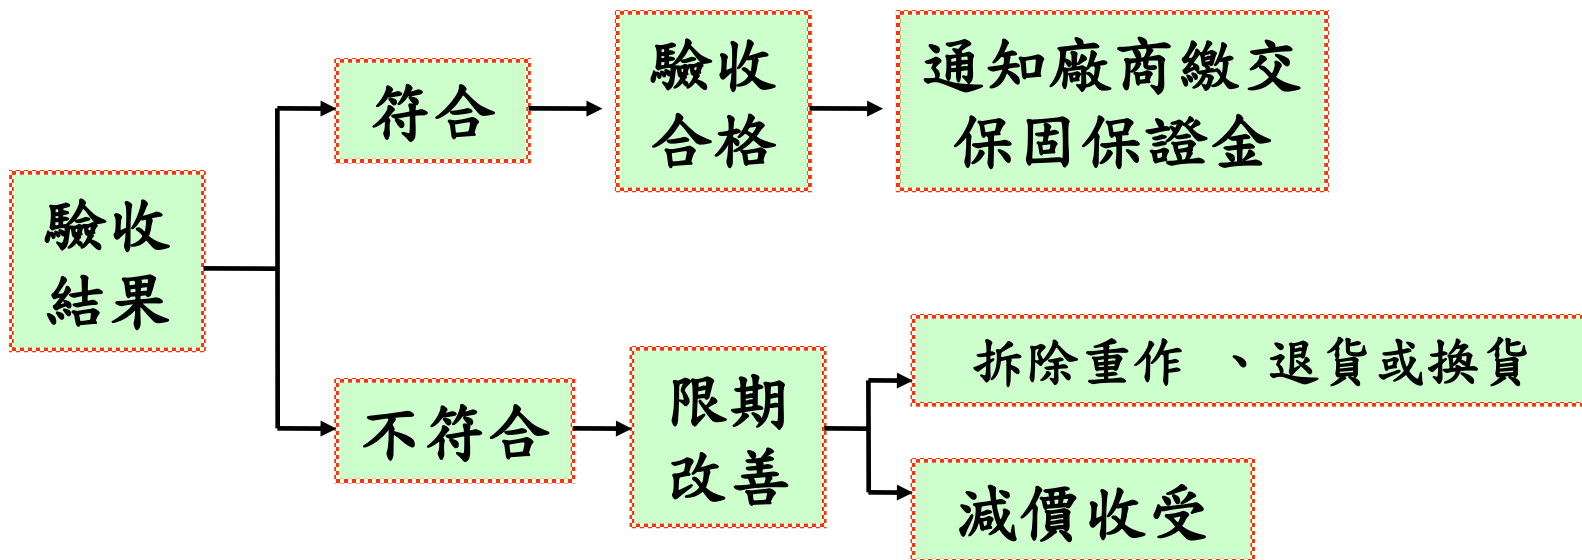 驗收
結果
符合
驗收
合格
通知廠商繳交
保固保證金
不符合
限期
改善
拆除重作 、退貨或換貨
減價收受